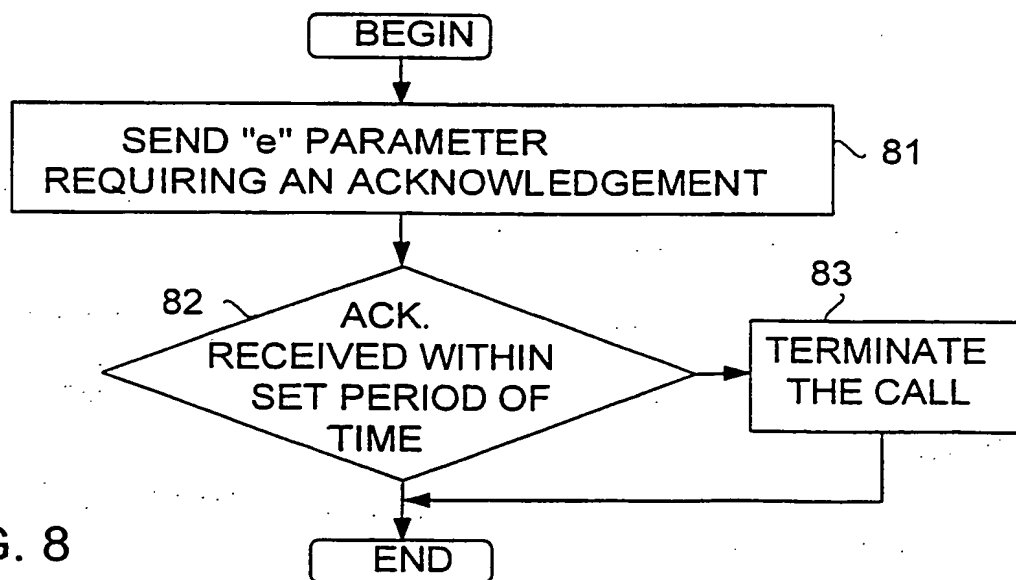 BEGIN
SEND "e" PARAMETER
REQUIRING AN ACKNOWLEDGEMENT
81
82
ACK.
RECEIVED WITHIN
SET PERIOD OF
TIME
83
TERMINATE
THE CALL
G. 8
END